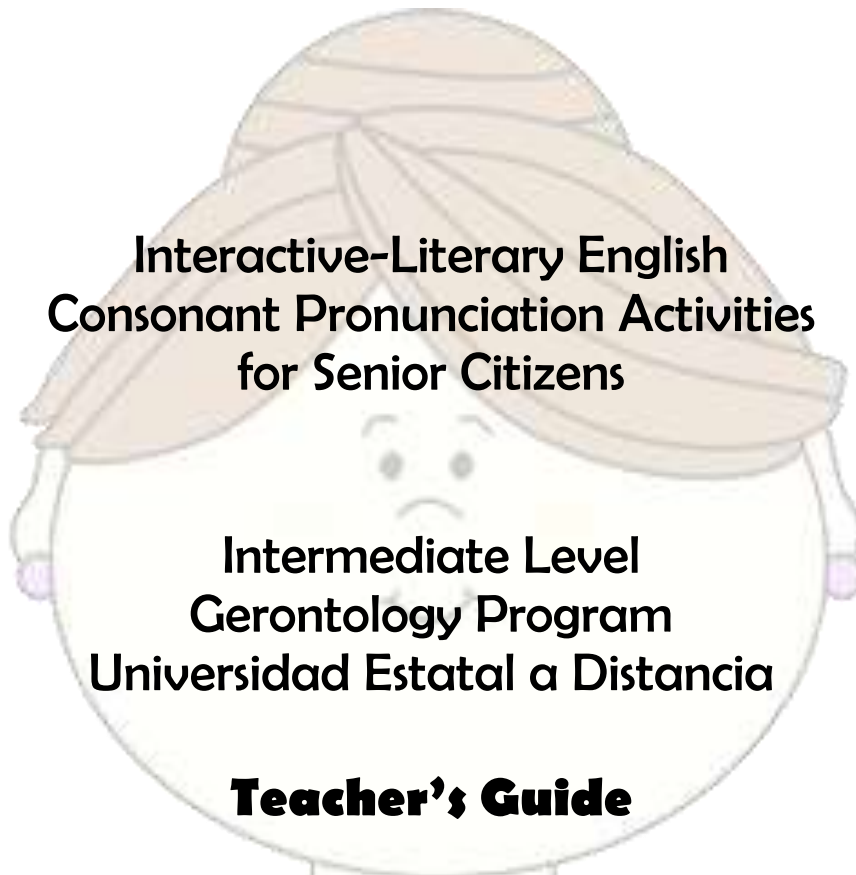 Interactive-Literary English
Consonant Pronunciation Activities
for Senior Citizens
Intermediate Level
Gerontology Program
Universidad Estatal a Distancia
Teacher's Guide